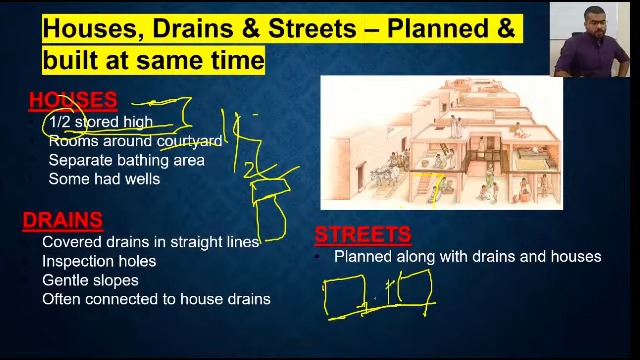 Houses, Drains & Streets – Planned &
built at same time
HOUSES
1/2 stored high
Rooms around courtyard
Separate bathing area
Some had wells
1
2
DRAINS
Covered drains in straight lines
Inspection holes
Gentle slopes
Often connected to house drains
STREETS
• Planned along with drains and houses